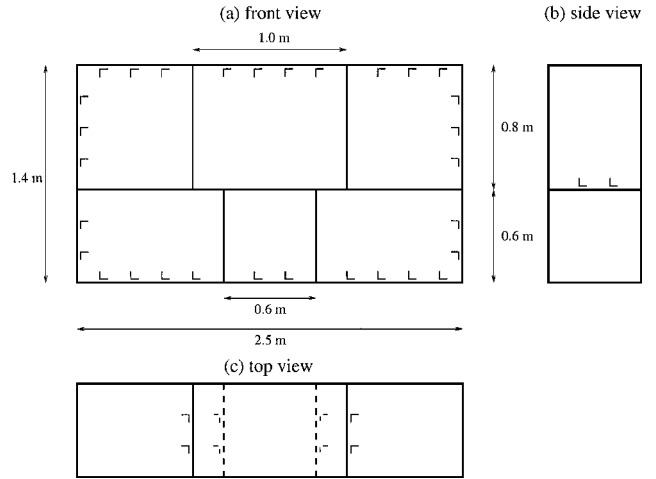 (a) front view
(b) side view
1.0 m
0.8 m
1.4 m
0.6 m
0.6 m
2.5 m
(c) top view